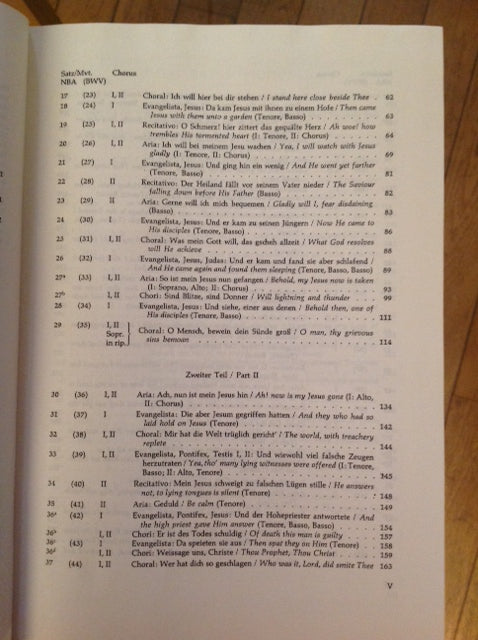 Satz/Mvt. Chorus
NBA (BWV)
17 (23) I, II Choral: Ich will hier bei dir stehen / I stand here close beside Thee . 62
18 (24) I Evangelista, Jesus: Da kam Jesus mit ihnen zu einem Hofe / Then came
Jesus with them unto a garden (Tenore, Basso) . . . . . . . . . . 63
19 (25) I, II Recitativo: O Schmerz! hier zittert das gequälte Herz / Ah woe! how
trembles His tormented heart (I: Tenore, II: Chorus) . . . . . . . . 64
20 (26) I, II Aria: Ich will bei meinem Jesu wachen / Yea, I will watch with Jesus
gladly (I: Tenore, II: Chorus) . . . . . . . . . . . . . . . . 69
21 (27) I Evangelista, Jesus: Und ging hin ein wenig / And He went yet farther
(Tenore, Basso) . . . . . . . . . . . . . . . . . . . . 81
22 (28) II Recitativo: Der Heiland fällt vor seinem Vater nieder / The Saviour
falling down before His Father (Basso) . . . . . . . . . . . . . 82
23 (29) II Aria: Gerne will ich mich bequemen / Gladly will I, fear disdaining
(Basso) . . . . . . . . . . . . . . . . . . . . . . . 83
24 (30) I Evangelista, Jesus: Und er kam zu seinen Jüngern / Now He came to
His disciples (Tenore, Basso) . . . . . . . . . . . . . . . . 86
25 (31) I, II Choral: Was mein Gott will, das gscheh allzeit / What God resolves
will He achieve . . . . . . . . . . . . . . . . . . . . 88
26 (32) I Evangelista, Jesus, Judas: Und er kam und fand sie aber schlafend /
And He came again and found them sleeping (Tenore, Basso, Basso) 89
27a (33) I, II Aria: So ist mein Jesus nun gefangen / Behold, my Jesus now is taken
(I: Soprano, Alto; II: Chorus) . . . . . . . . . . . . . . . . 93
27b I, II Chori: Sind Blitze, sind Donner / Will lightning and thunder . . . 99
28 (34) I Evangelista, Jesus: Und siehe, einer aus denen / Behold then, one of
His disciples (Tenore, Basso) . . . . . . . . . . . . . . . . 111
29 (35) I, II
Sopr.
in rip. } Choral: O Mensch, bewein dein Sünde groß / O man, thy grievous
sins bemoan . . . . . . . . . . . . . . . . . . . . . 114
Zweiter Teil / Part II
30 (36) I, II Aria: Ach, nun ist mein Jesus hin / Ah! now is my Jesus gone (I: Alto,
II: Chorus) . . . . . . . . . . . . . . . . . . . . . 134
31 (37) I Evangelista: Die aber Jesum gegriffen hatten / And they who had so
laid hold on Jesus (Tenore) . . . . . . . . . . . . . . . . 142
32 (38) I, II Choral: Mir hat die Welt trüglich gericht' / The world, with treachery
replete . . . . . . . . . . . . . . . . . . . . . . . 144
33 (39) I, II Evangelista, Pontifex, Testis I, II: Und wiewohl viel falsche Zeugen
herzutraten / Yea, tho' many lying witnesses were offered (I: Tenore,
Basso; II: Alto, Tenore) . . . . . . . . . . . . . . . . . 145
34 (40) II Recitativo: Mein Jesus schweigt zu falschen Lügen stille / He answers
not, to lying tongues is silent (Tenore) . . . . . . . . . . . . . 148
35 (41) II Aria: Geduld / Be mine . . . . . . . . . . . . . . . . . . 149
36a (42) I Evangelista, Pontifex, Jesus: Und der Hohepriester antwortete / And
the high priest gave Him answer (Tenore, Basso, Basso) . . . . . . 154
36b I, II Chori: Er ist des Todes schuldig / Of death this man is guilty . . . 157
36c (43) I Evangelista: Da speieten sie aus / Then spat they on Him (Tenore) . 158
36d I, II Chori: Weissage uns, Christe / Thou Prophet, Thou Christ . . . . . 159
37 (44) I, II Choral: Wer hat dich so geschlagen / Who was it, Lord, did smite Thee 163
V